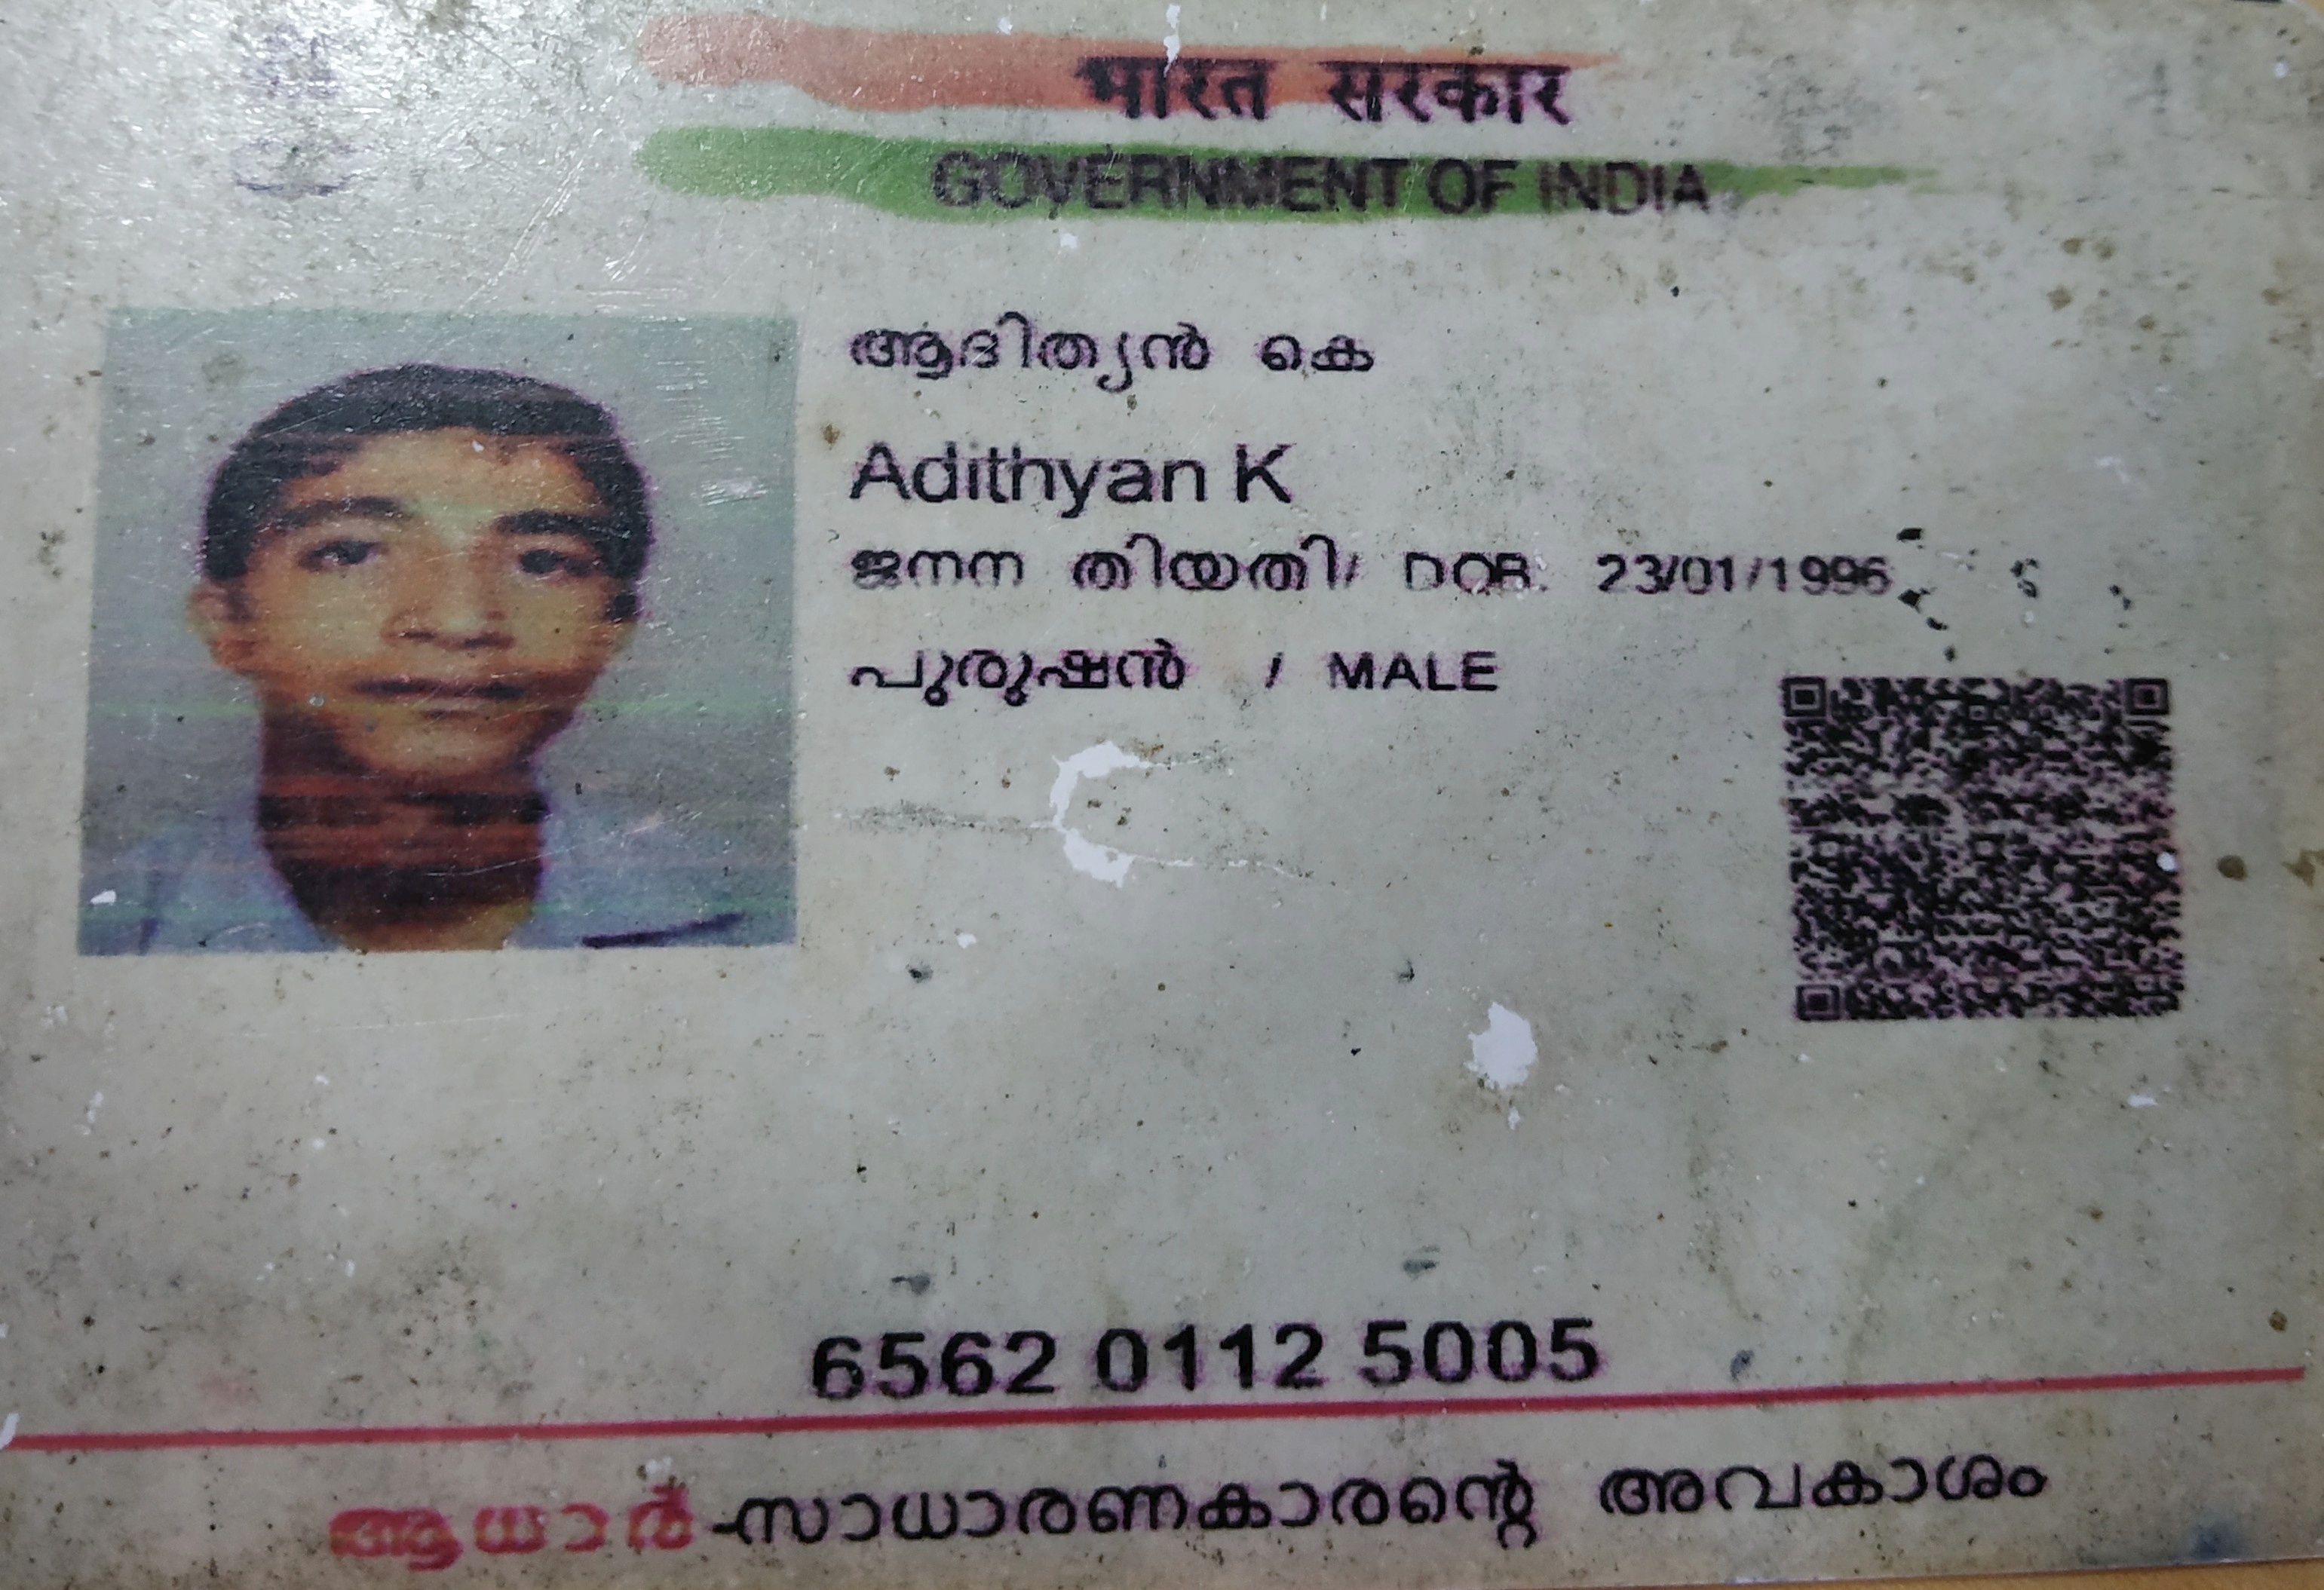 भारत सरकार
GOVERNMENT OF INDIA
ആദിത്യൻ കെ
Adithyan K
ജനന തിയതി/ DOB: 23/01/1996
പുരുഷൻ / MALE
6562 0112 5005
ആധാർ-സാധാരണകാരന്റെ അവകാശം